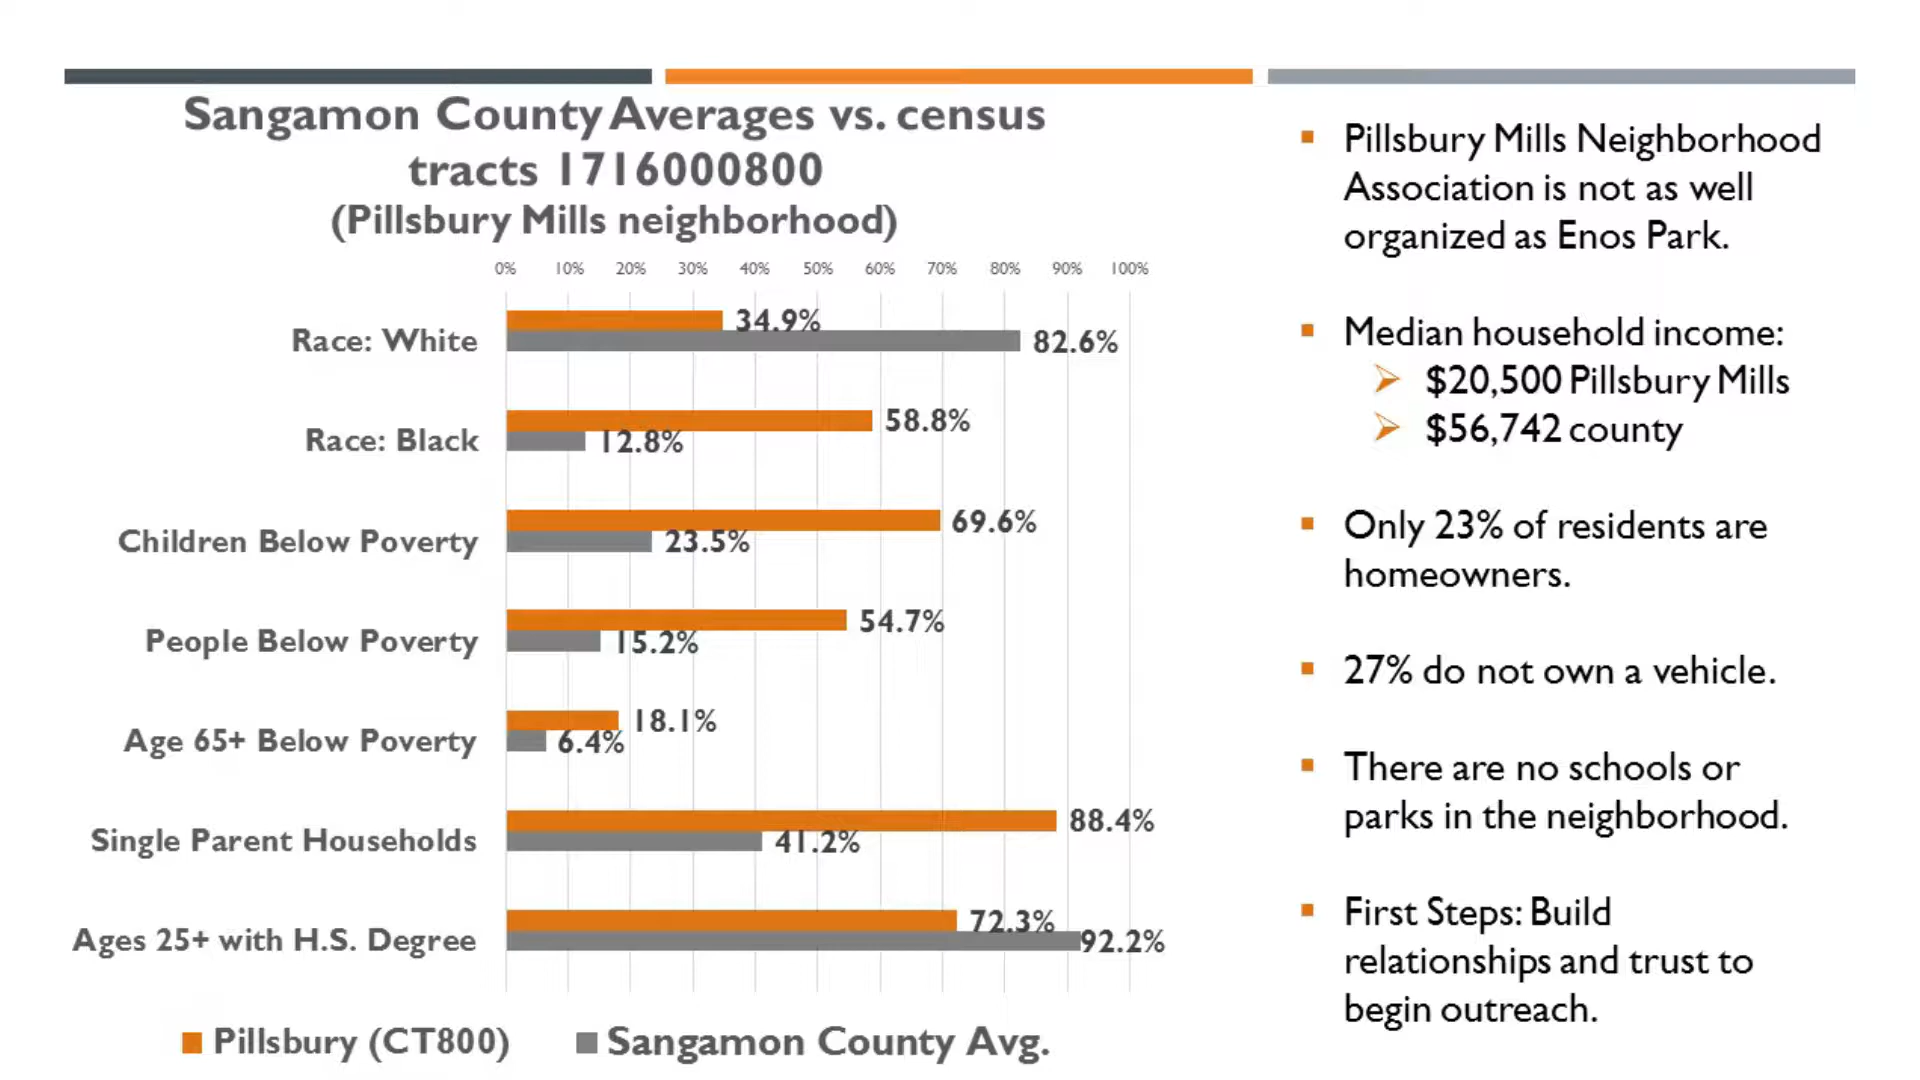 Sangamon County Averages vs. census
tracts 1716000800
(Pillsbury Mills neighborhood)
0% 10% 20% 30% 40% 50% 60% 70% 80% 90% 100%
Race: White
34.9%
82.6%
Race: Black
58.8%
12.8%
Children Below Poverty
69.6%
23.5%
People Below Poverty
54.7%
15.2%
Age 65+ Below Poverty
18.1%
6.4%
Single Parent Households
88.4%
41.2%
Ages 25+ with H.S. Degree
72.3%
92.2%
Pillsbury (CT800)
Sangamon County Avg.
Pillsbury Mills Neighborhood
Association is not as well
organized as Enos Park.
Median household income:
$20,500 Pillsbury Mills
$56,742 county
Only 23% of residents are
homeowners.
27% do not own a vehicle.
There are no schools or
parks in the neighborhood.
First Steps: Build
relationships and trust to
begin outreach.